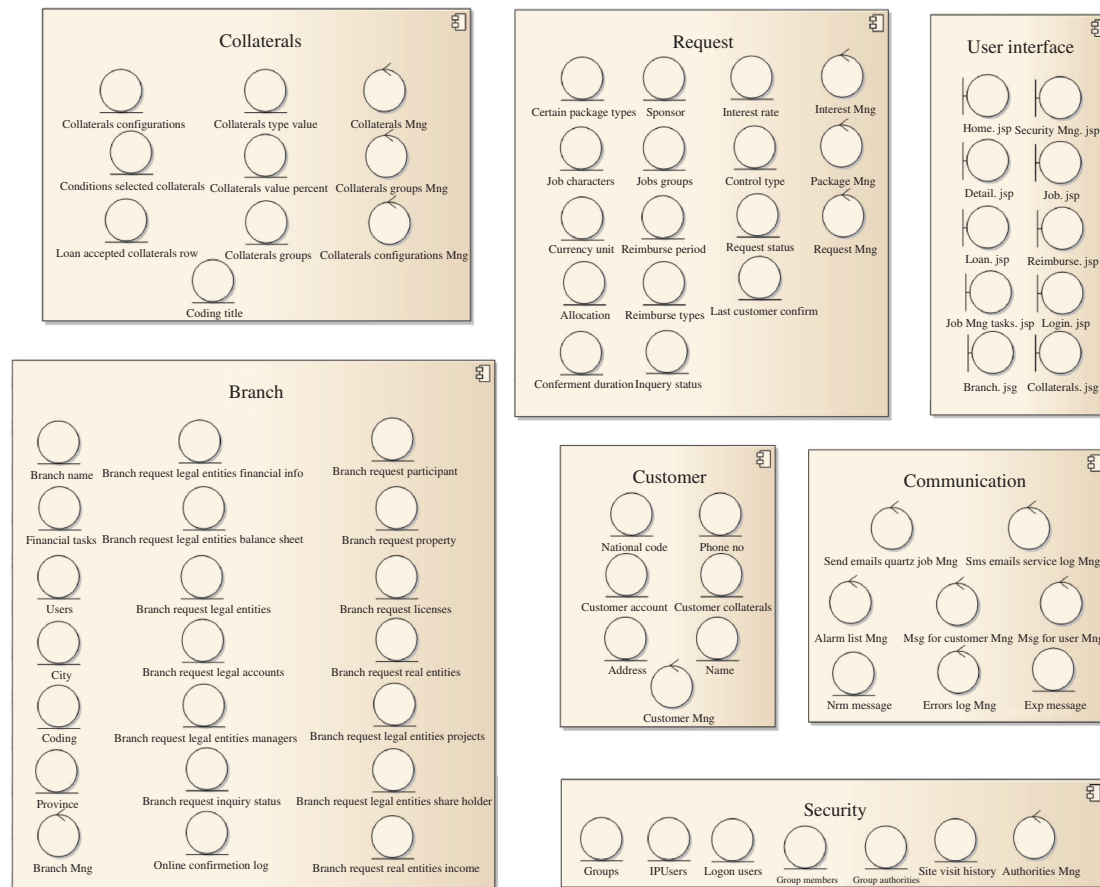 Collaterals
Collaterals configurations
Collaterals type value
Collaterals Mng
Conditions selected collaterals
Collaterals value percent
Collaterals groups Mng
Loan accepted collaterals row
Collaterals groups
Collaterals configurations Mng
Coding title
Request
Certain package types
Sponsor
Interest rate
Interest Mng
Job characters
Jobs groups
Control type
Package Mng
Currency unit
Reimburse period
Request status
Request Mng
Allocation
Reimburse types
Last customer confirm
Conferment duration
Inquery status
User interface
Home. jsp
Security Mng. jsp
Detail. jsp
Job. jsp
Loan. jsp
Reimburse. jsp
Job Mng tasks. jsp
Login. jsp
Branch. jsg
Collaterals. jsg
Branch
Branch name
Branch request legal entities financial info
Branch request participant
Financial tasks
Branch request legal entities balance sheet
Branch request property
Users
Branch request legal entities
Branch request licenses
City
Branch request legal accounts
Branch request real entities
Coding
Branch request legal entities managers
Branch request legal entities projects
Province
Branch request inquiry status
Branch request legal entities share holder
Branch Mng
Online confirmetion log
Branch request real entities income
Customer
National code
Phone no
Customer account
Customer collaterals
Address
Name
Customer Mng
Communication
Send emails quartz job Mng
Sms emails service log Mng
Alarm list Mng
Msg for customer Mng
Msg for user Mng
Nrm message
Errors log Mng
Exp message
Security
Groups
IPUsers
Logon users
Group members
Group authorities
Site visit history
Authorities Mng